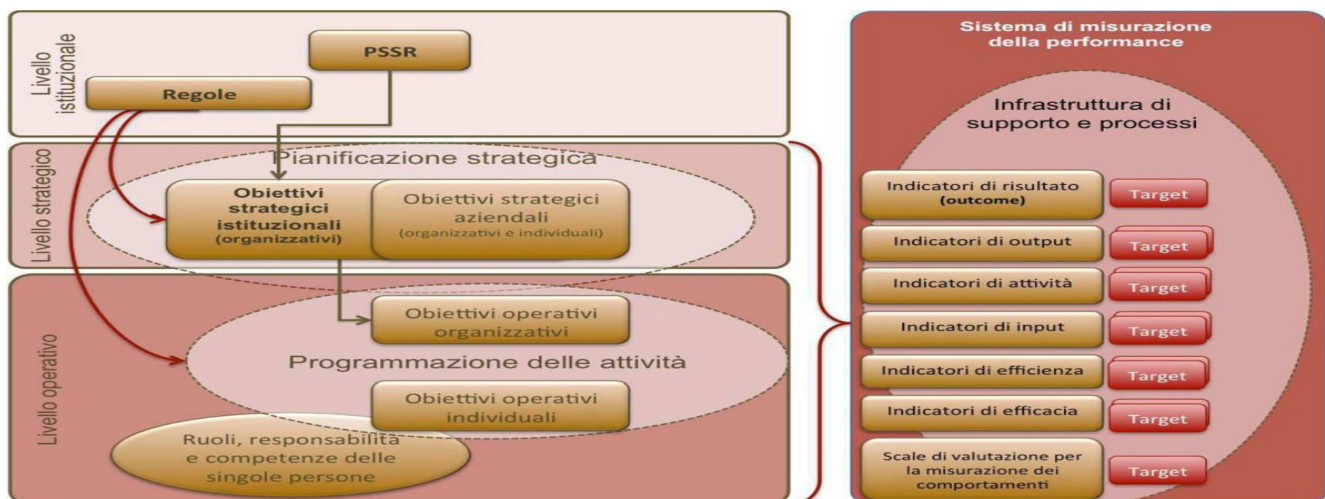 Livello
istituzionale
PSSR
Regole
Livello strategico
Pianificazione strategica
Obiettivi
strategici
istituzionali
(organizzativi)
Obiettivi strategici
aziendali
(organizzativi e individuali)
Livello operativo
Obiettivi operativi
organizzativi
Programmazione delle attività
Obiettivi operativi
individuali
Ruoli, responsabilità
e competenze delle
singole persone
Sistema di misurazione
della performance
Infrastruttura di
supporto e processi
Indicatori di risultato
(outcome)
Target
Indicatori di output
Target
Indicatori di attività
Target
Indicatori di input
Target
Indicatori di efficienza
Target
Indicatori di efficacia
Target
Scale di valutazione per
la misurazione dei
comportamenti
Target